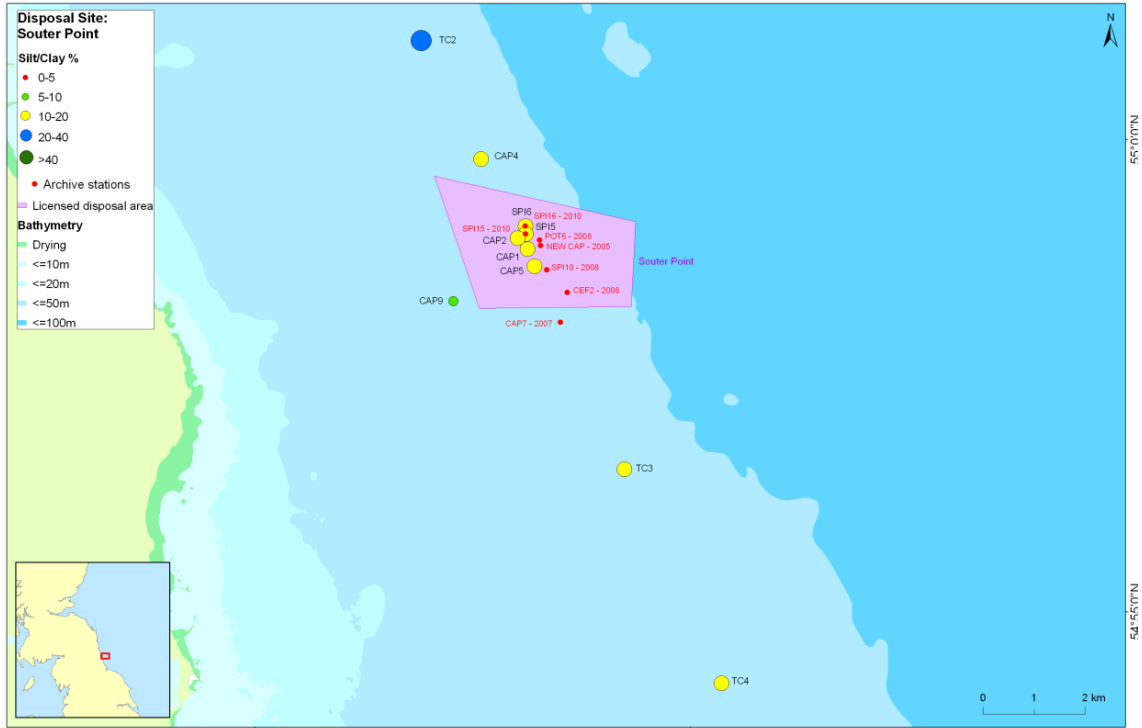 Disposal Site:
Souter Point
Silt/Clay %
0-5
5-10
10-20
20-40
>40
Archive stations
Licensed disposal area
Bathymetry
Drying
<=10m
<=20m
<=50m
<=100m
TC2
N
55°0'0"N
CAP4
SPI6
SPI16 - 2010
SPI15 - 2010
SPI5
CAP2
POT6 - 2008
NEW CAP - 2005
CAP1
CAP5
SPI10 - 2008
Souter Point
CEF2 - 2008
CAP9
CAP7 - 2007
TC3
54°55'0"N
TC4
0 1 2 km